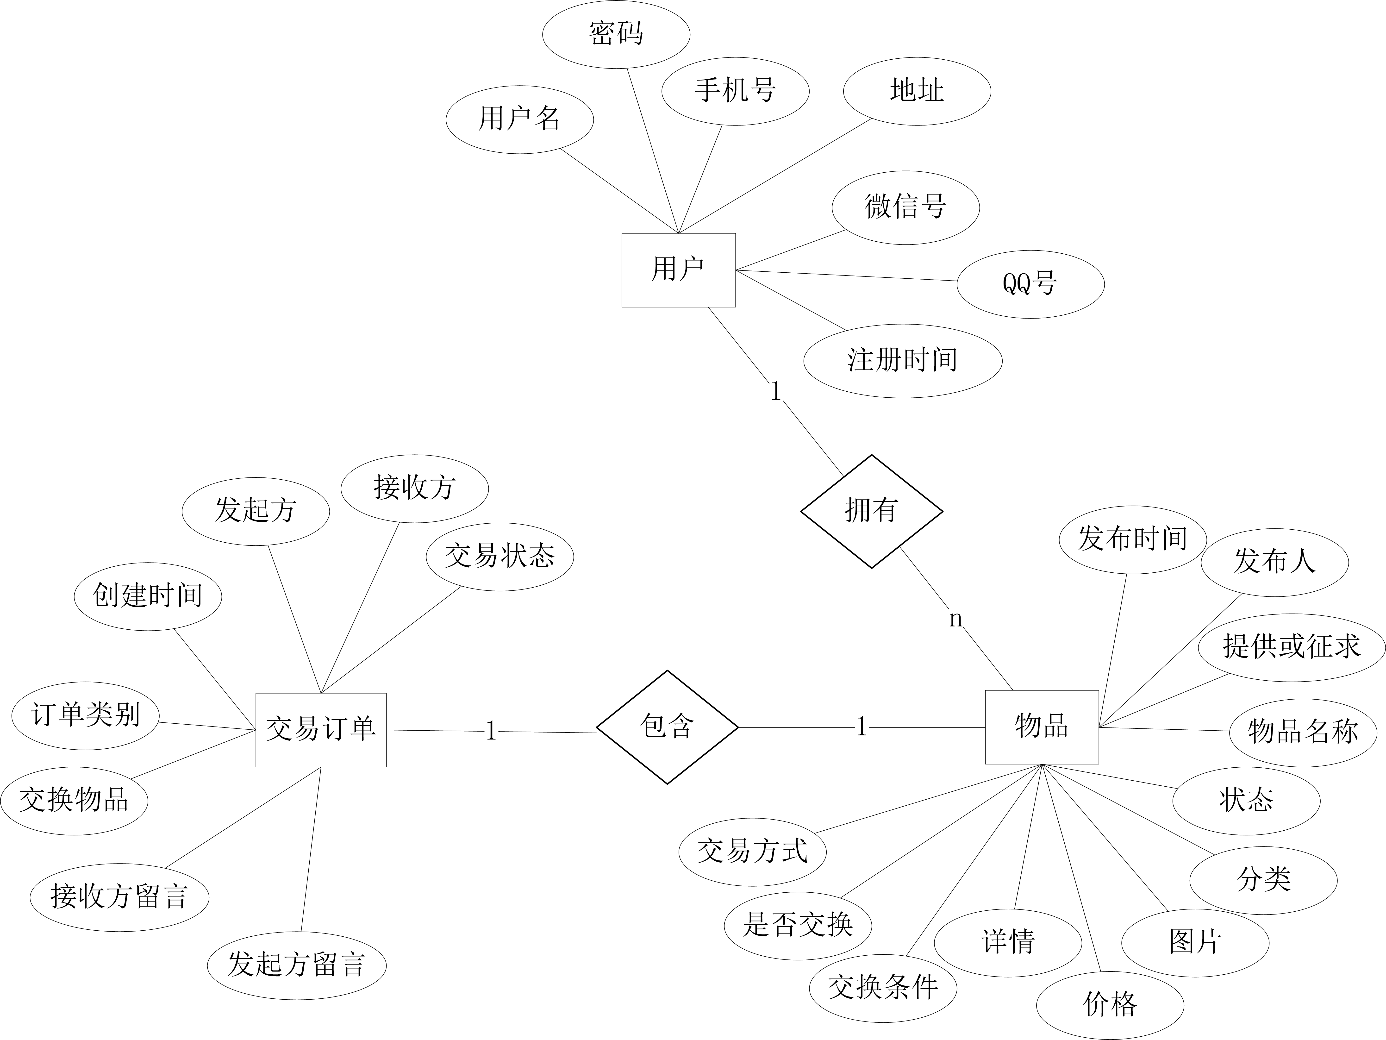 密码
手机号
地址
用户名
微信号
用户
QQ号
注册时间
1
拥有
n
接收方
发起方
交易状态
创建时间
订单类别
交易订单
交换物品
接收方留言
发起方留言
1
包含
1
发布时间
发布人
提供或征求
物品
物品名称
状态
交易方式
分类
是否交换
详情
图片
交换条件
价格